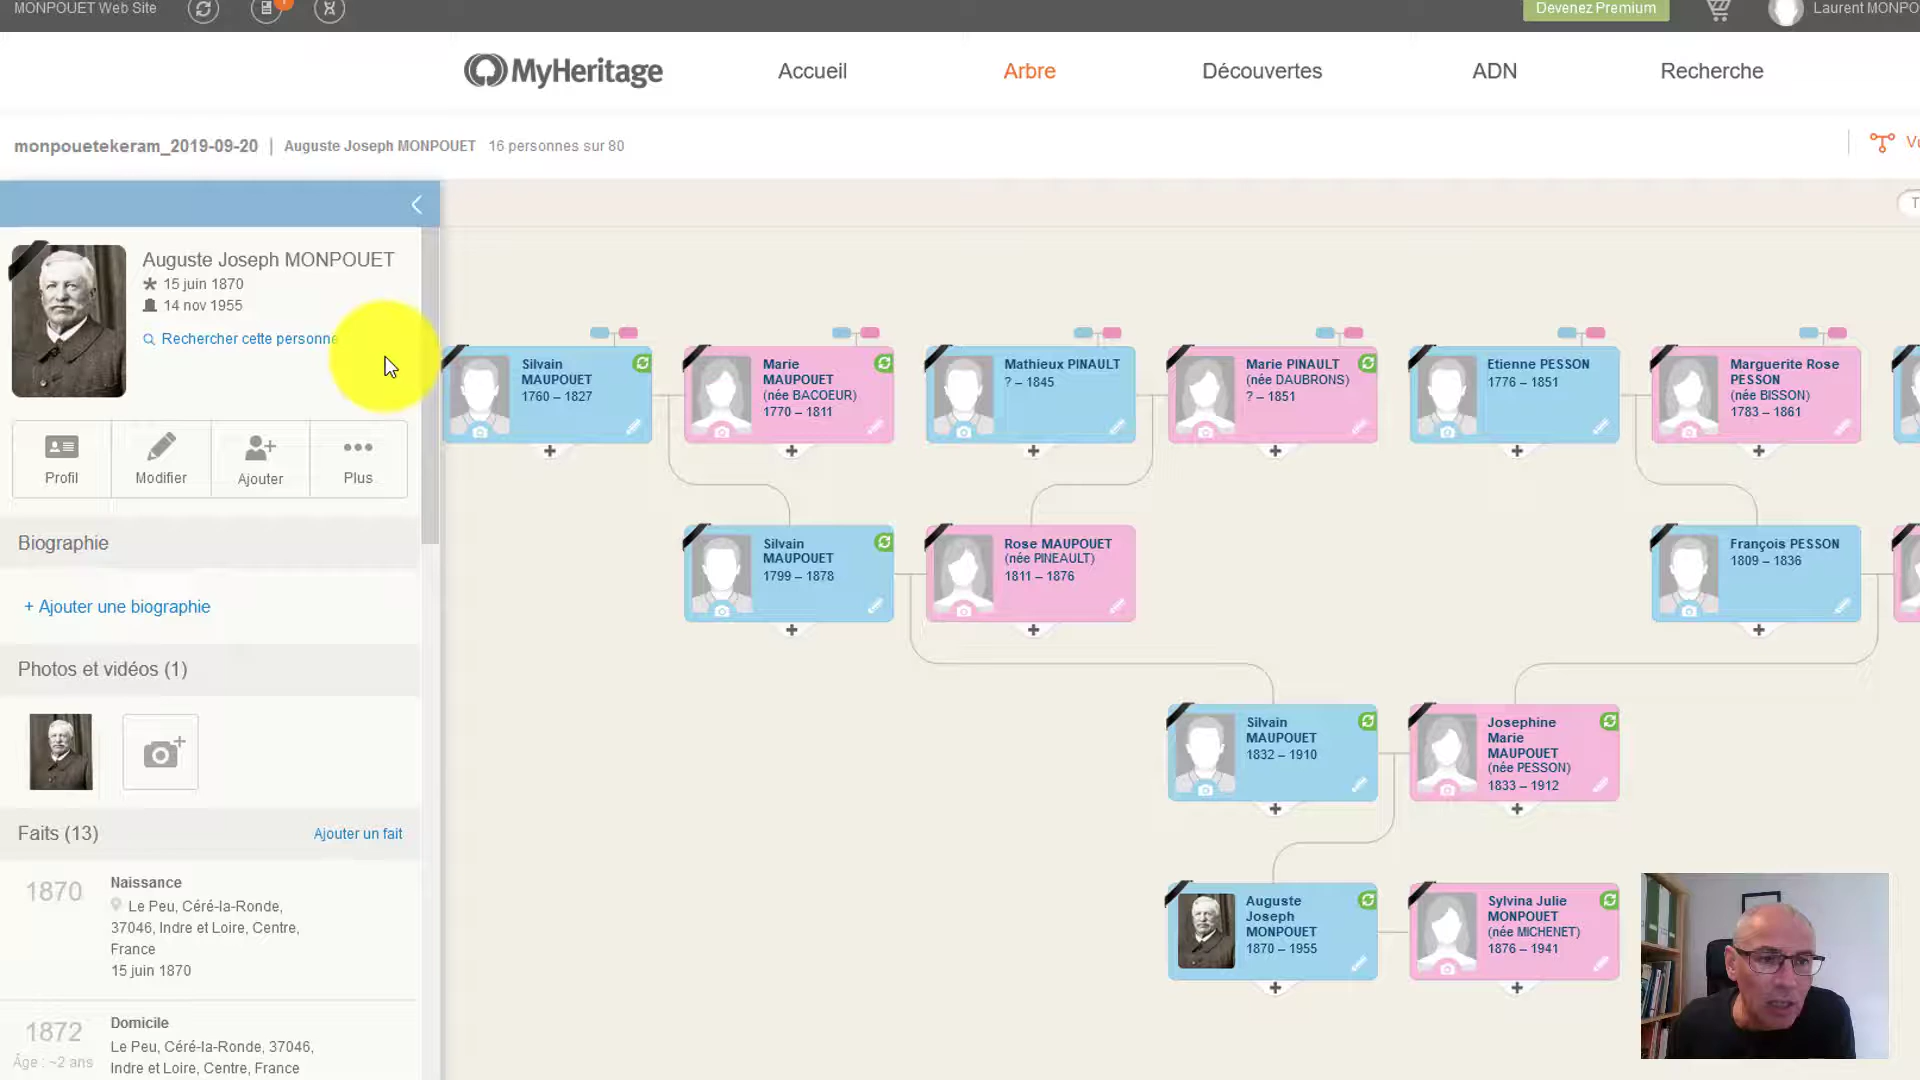 MONPOUET Web Site
Devenez Premium
Laurent MONPO
MyHeritage
Accueil
Arbre
Découvertes
ADN
Recherche
monpouetekeram_2019-09-20 | Auguste Joseph MONPOUET 16 personnes sur 80
Auguste Joseph MONPOUET
15 juin 1870
14 nov 1955
Rechercher cette personne
Profil
Modifier
Ajouter
Plus
Biographie
+ Ajouter une biographie
Photos et vidéos (1)
Faits (13)
Ajouter un fait
1870
Naissance
Le Peu, Céré-la-Ronde,
37046, Indre et Loire, Centre,
France
15 juin 1870
1872
Âge : ~2 ans
Domicile
Le Peu, Céré-la-Ronde, 37046,
Indre et Loire, Centre, France
Silvain
MAUPOUET
1760 – 1827
Marie
MAUPOUET
(née BACOEUR)
1770 – 1811
Mathieux PINAULT
? – 1845
Marie PINAULT
(née DAUBRONS)
? – 1851
Etienne PESSON
1776 – 1851
Marguerite Rose
PESSON
(née BISSON)
1783 – 1861
Silvain
MAUPOUET
1799 – 1878
Rose MAUPOUET
(née PINEAULT)
1811 – 1876
François PESSON
1809 – 1836
Silvain
MAUPOUET
1832 – 1910
Josephine
Marie
MAUPOUET
(née PESSON)
1833 – 1912
Auguste
Joseph
MONPOUET
1870 – 1955
Sylvina Julie
MONPOUET
(née MICHENET)
1876 – 1941